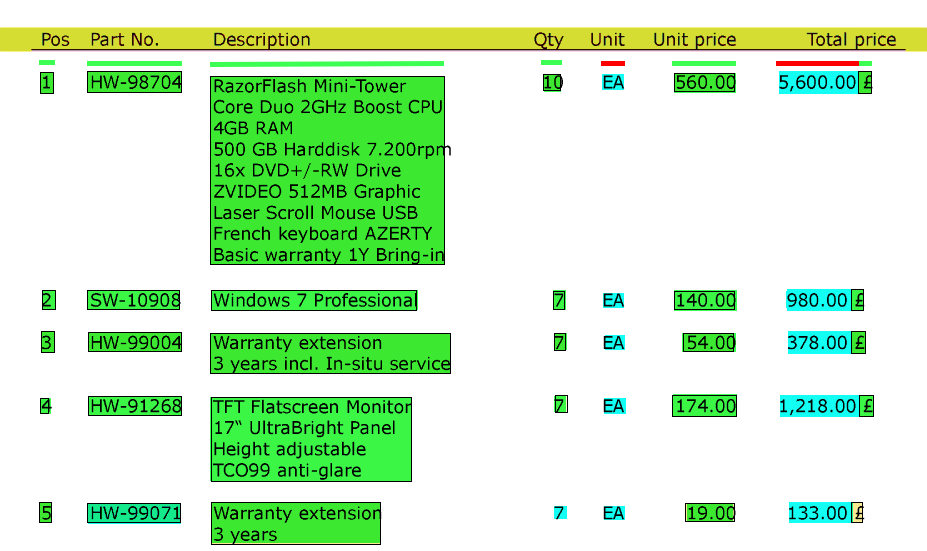 Pos Part No. Description Qty Unit Unit price Total price
1 HW-98704 RazorFlash Mini-Tower 10 EA 560.00 5,600.00 £
Core Duo 2GHz Boost CPU
4GB RAM
500 GB Harddisk 7.200rpm
16x DVD+/-RW Drive
ZVIDEO 512MB Graphic
Laser Scroll Mouse USB
French keyboard AZERTY
Basic warranty 1Y Bring-in
2 SW-10908 Windows 7 Professional 7 EA 140.00 980.00 £
3 HW-99004 Warranty extension 7 EA 54.00 378.00 £
3 years incl. In-situ service
4 HW-91268 TFT Flatscreen Monitor 7 EA 174.00 1,218.00 £
17“ UltraBright Panel
Height adjustable
TCO99 anti-glare
5 HW-99071 Warranty extension 7 EA 19.00 133.00 £
3 years